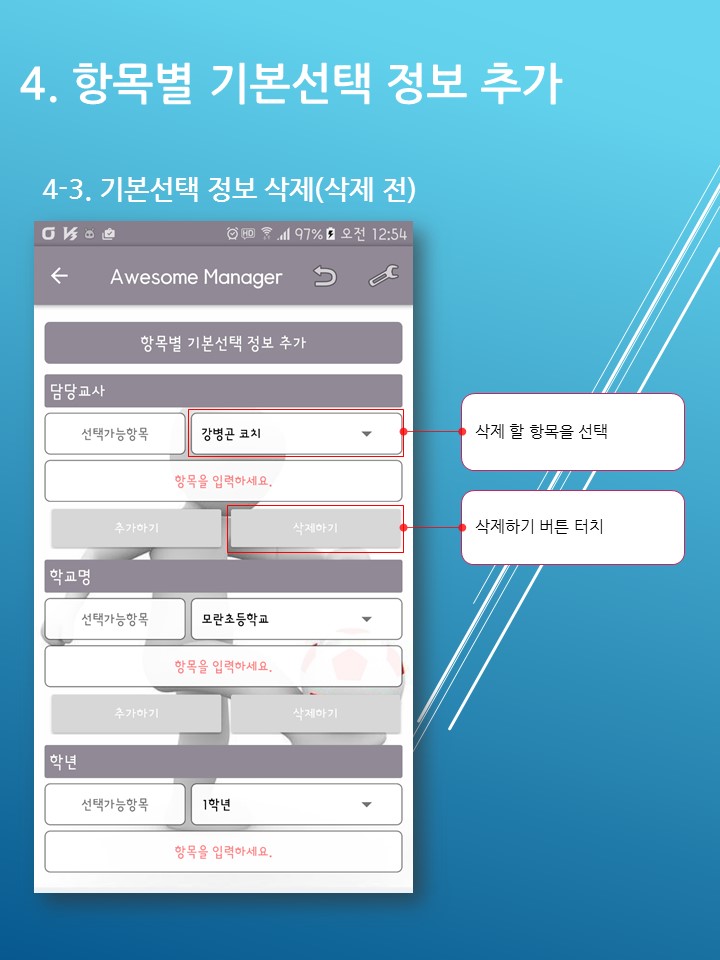 4. 항목별 기본선택 정보 추가
4-3. 기본선택 정보 삭제(삭제 전)
HD 97% 오전 12:54
Awesome Manager
항목별 기본선택 정보 추가
담당교사
선택가능항목 강병곤 코치
항목을 입력하세요.
추가하기 삭제하기
삭제 할 항목을 선택
삭제하기 버튼 터치
학교명
선택가능항목 모란초등학교
항목을 입력하세요.
추가하기 삭제하기
학년
선택가능항목 1학년
항목을 입력하세요.